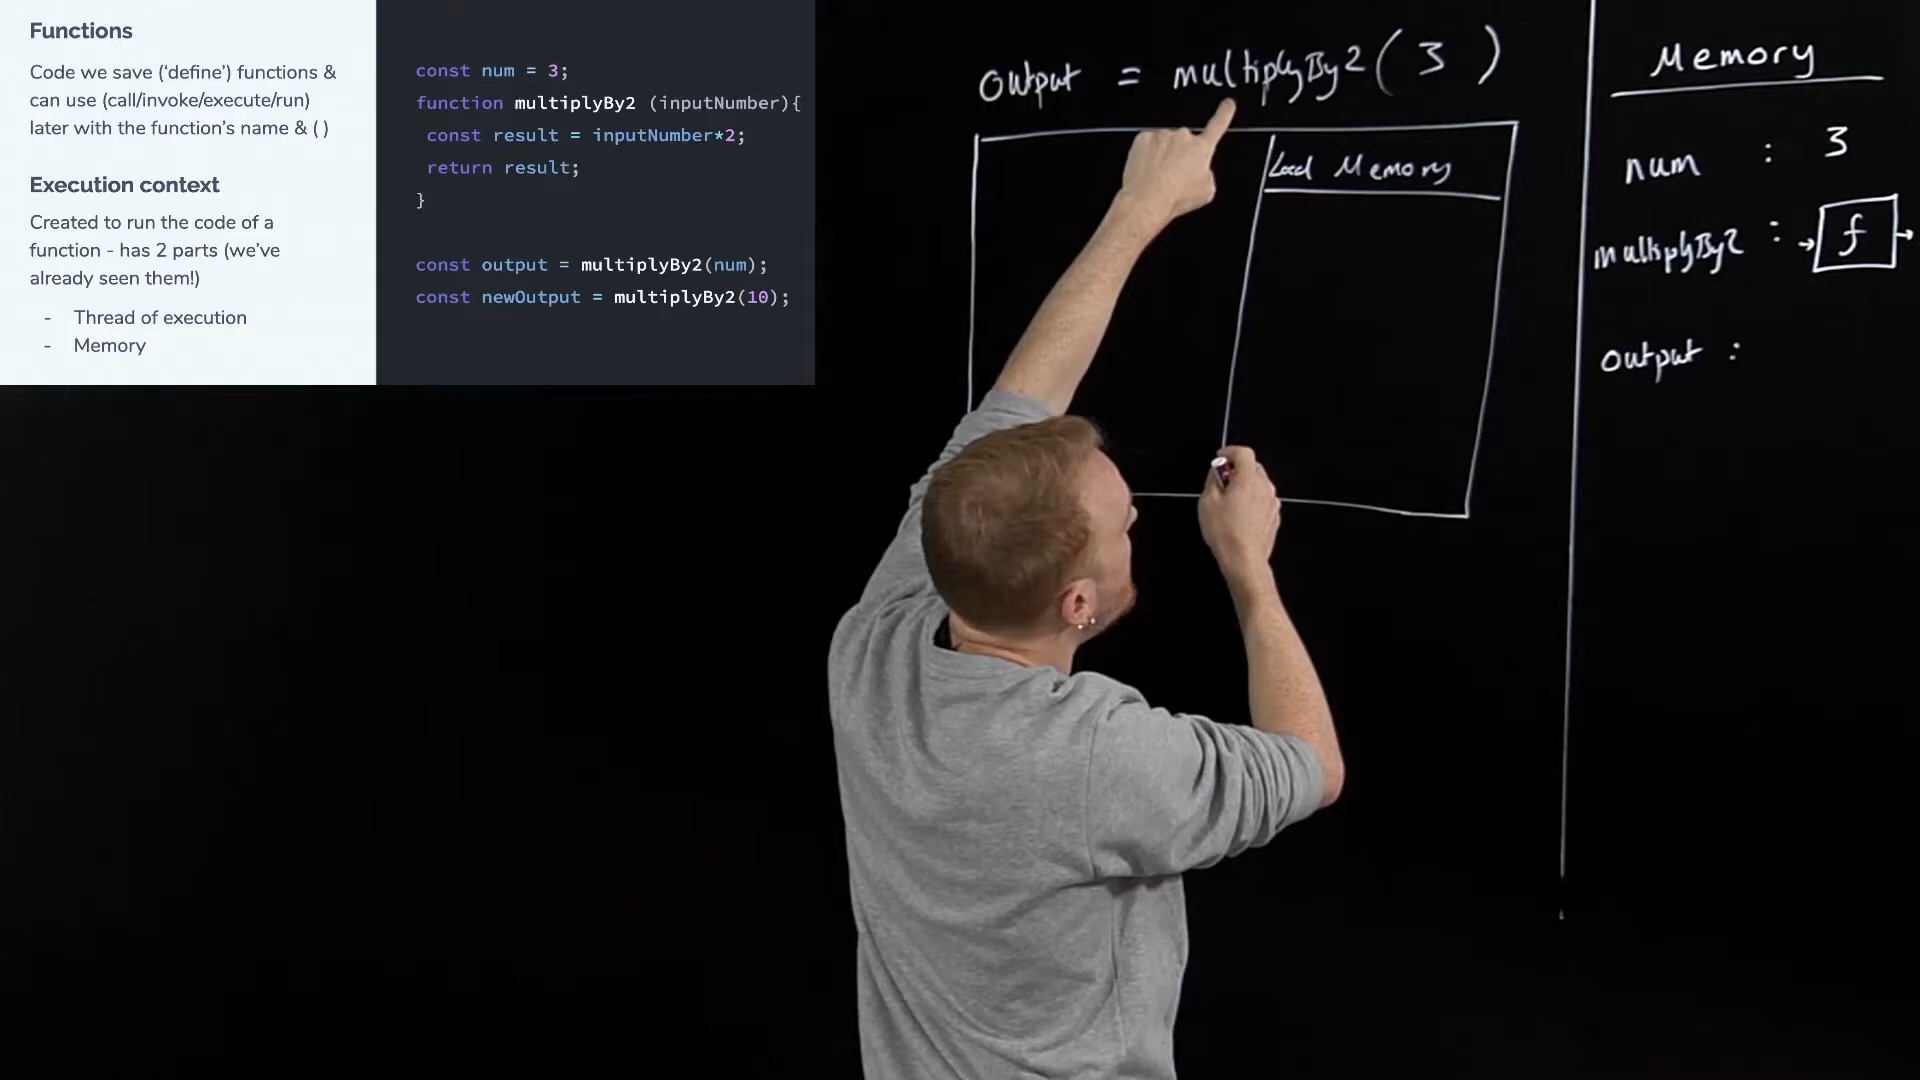 Functions
Code we save (‘define’) functions &
can use (call/invoke/execute/run)
later with the function’s name & ( )
Execution context
Created to run the code of a
function - has 2 parts (we’ve
already seen them!)
- Thread of execution
- Memory
const num = 3;
function multiplyBy2 (inputNumber){
const result = inputNumber*2;
return result;
}
const output = multiplyBy2(num);
const newOutput = multiplyBy2(10);
output = multiplyBy2 ( 3 )
Local Memory
Memory
num : 3
multiplyBy2 : f
output :